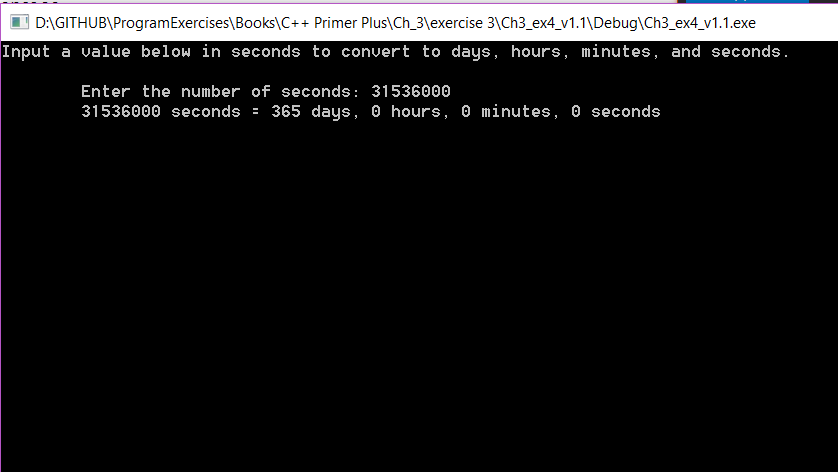 D:\GITHUB\ProgramExercises\Books\C++ Primer Plus\Ch_3\exercise 3\Ch3_ex4_v1.1\Debug\Ch3_ex4_v1.1.exe
Input a value below in seconds to convert to days, hours, minutes, and seconds.
Enter the number of seconds: 31536000
31536000 seconds = 365 days, 0 hours, 0 minutes, 0 seconds